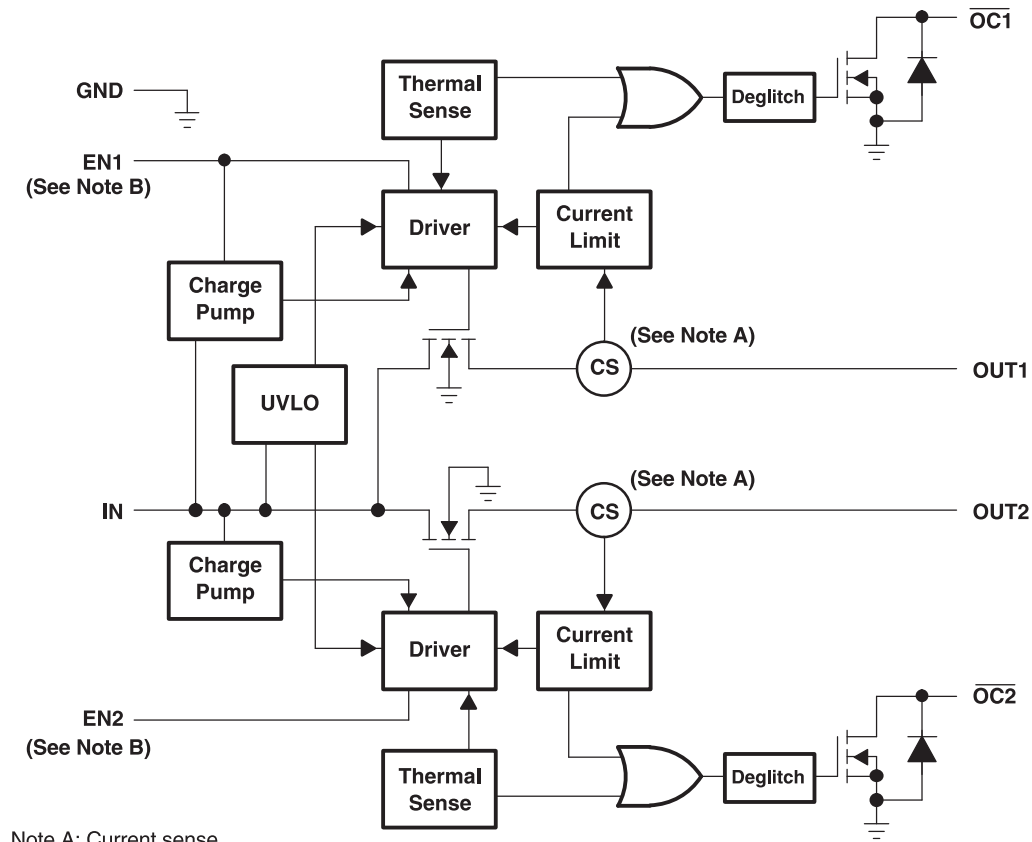 OC1
Thermal
Sense
GND
Deglitch
EN1
(See Note B)
Driver
Current
Limit
Charge
Pump
(See Note A)
CS
OUT1
UVLO
(See Note A)
IN
CS
OUT2
Charge
Pump
Driver
Current
Limit
OC2
EN2
(See Note B)
Thermal
Sense
Deglitch
Note A: Current sense